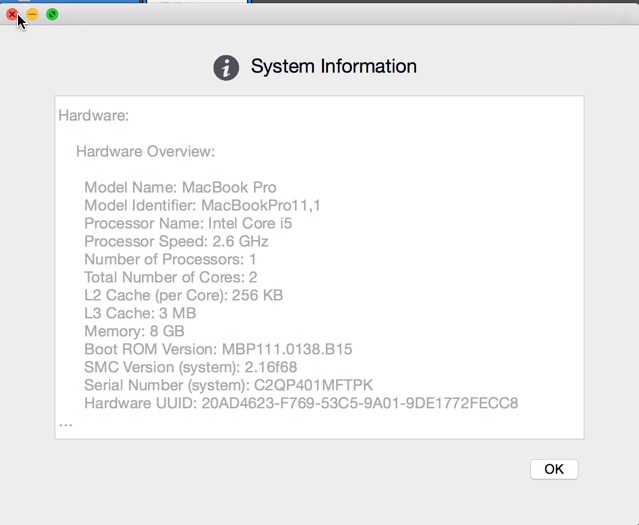 System Information
Hardware:
Hardware Overview:
Model Name: MacBook Pro
Model Identifier: MacBookPro11,1
Processor Name: Intel Core i5
Processor Speed: 2.6 GHz
Number of Processors: 1
Total Number of Cores: 2
L2 Cache (per Core): 256 KB
L3 Cache: 3 MB
Memory: 8 GB
Boot ROM Version: MBP111.0138.B15
SMC Version (system): 2.16f68
Serial Number (system): C2QP401MFTPK
Hardware UUID: 20AD4623-F769-53C5-9A01-9DE1772FECC8
...
OK